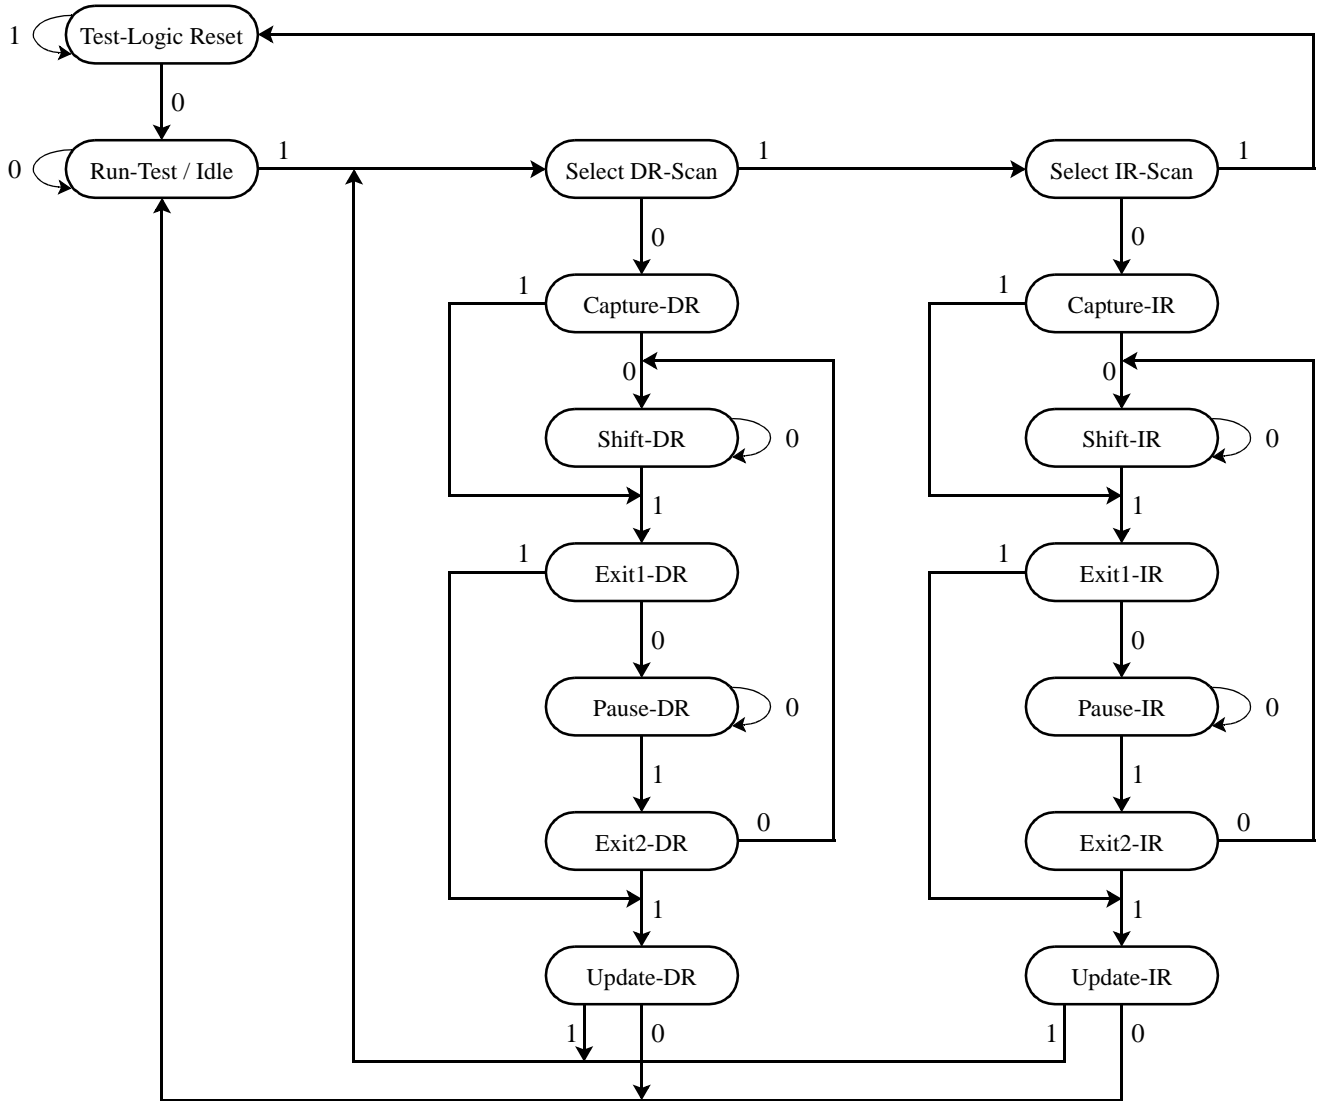 1 Test-Logic Reset
0
0 Run-Test / Idle 1 Select DR-Scan 1 Select IR-Scan 1
0 0
1 Capture-DR 1 Capture-IR
0 0
Shift-DR 0 Shift-IR 0
1 1
1 Exit1-DR 1 Exit1-IR
0 0
Pause-DR 0 Pause-IR 0
1 1
Exit2-DR 0 Exit2-IR 0
1 1
Update-DR Update-IR
1 0 1 0